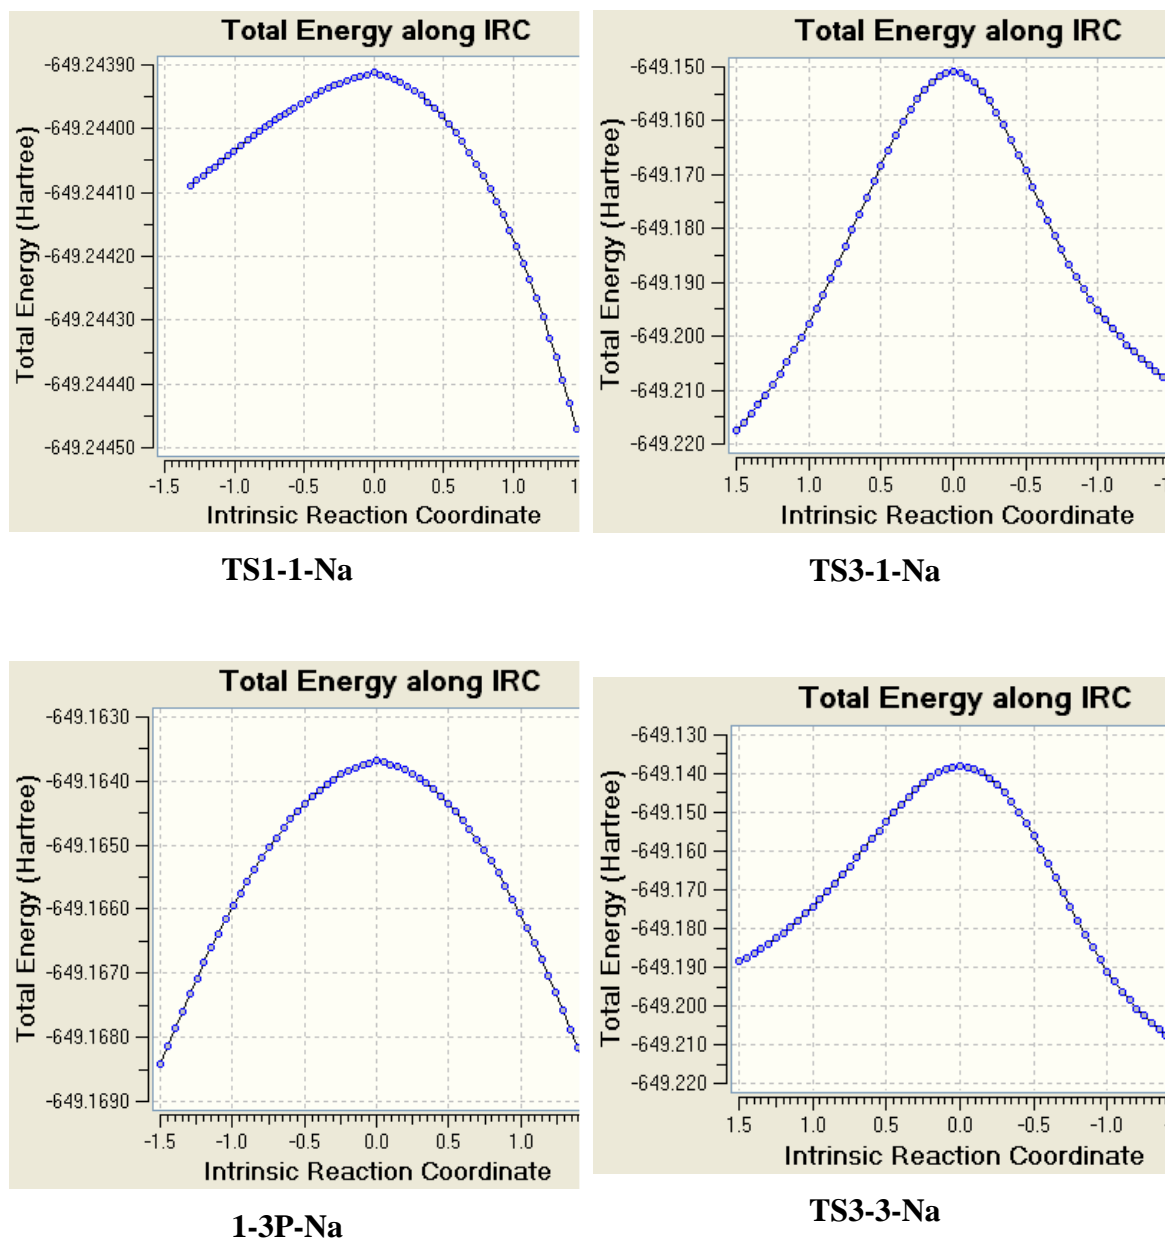 Total Energy along IRC
Total Energy (Hartree)
-649.24390
-649.24400
-649.24410
-649.24420
-649.24430
-649.24440
-649.24450
-1.5 -1.0 -0.5 0.0 0.5 1.0 1
Intrinsic Reaction Coordinate
TS1-1-Na
Total Energy along IRC
Total Energy (Hartree)
-649.150
-649.160
-649.170
-649.180
-649.190
-649.200
-649.210
-649.220
1.5 1.0 0.5 0.0 -0.5 -1.0 -1
Intrinsic Reaction Coordinate
TS3-1-Na
Total Energy along IRC
Total Energy (Hartree)
-649.1630
-649.1640
-649.1650
-649.1660
-649.1670
-649.1680
-649.1690
-1.5 -1.0 -0.5 0.0 0.5 1.0
Intrinsic Reaction Coordinate
1-3P-Na
Total Energy along IRC
Total Energy (Hartree)
-649.130
-649.140
-649.150
-649.160
-649.170
-649.180
-649.190
-649.200
-649.210
-649.220
1.5 1.0 0.5 0.0 -0.5 -1.0
Intrinsic Reaction Coordinate
TS3-3-Na